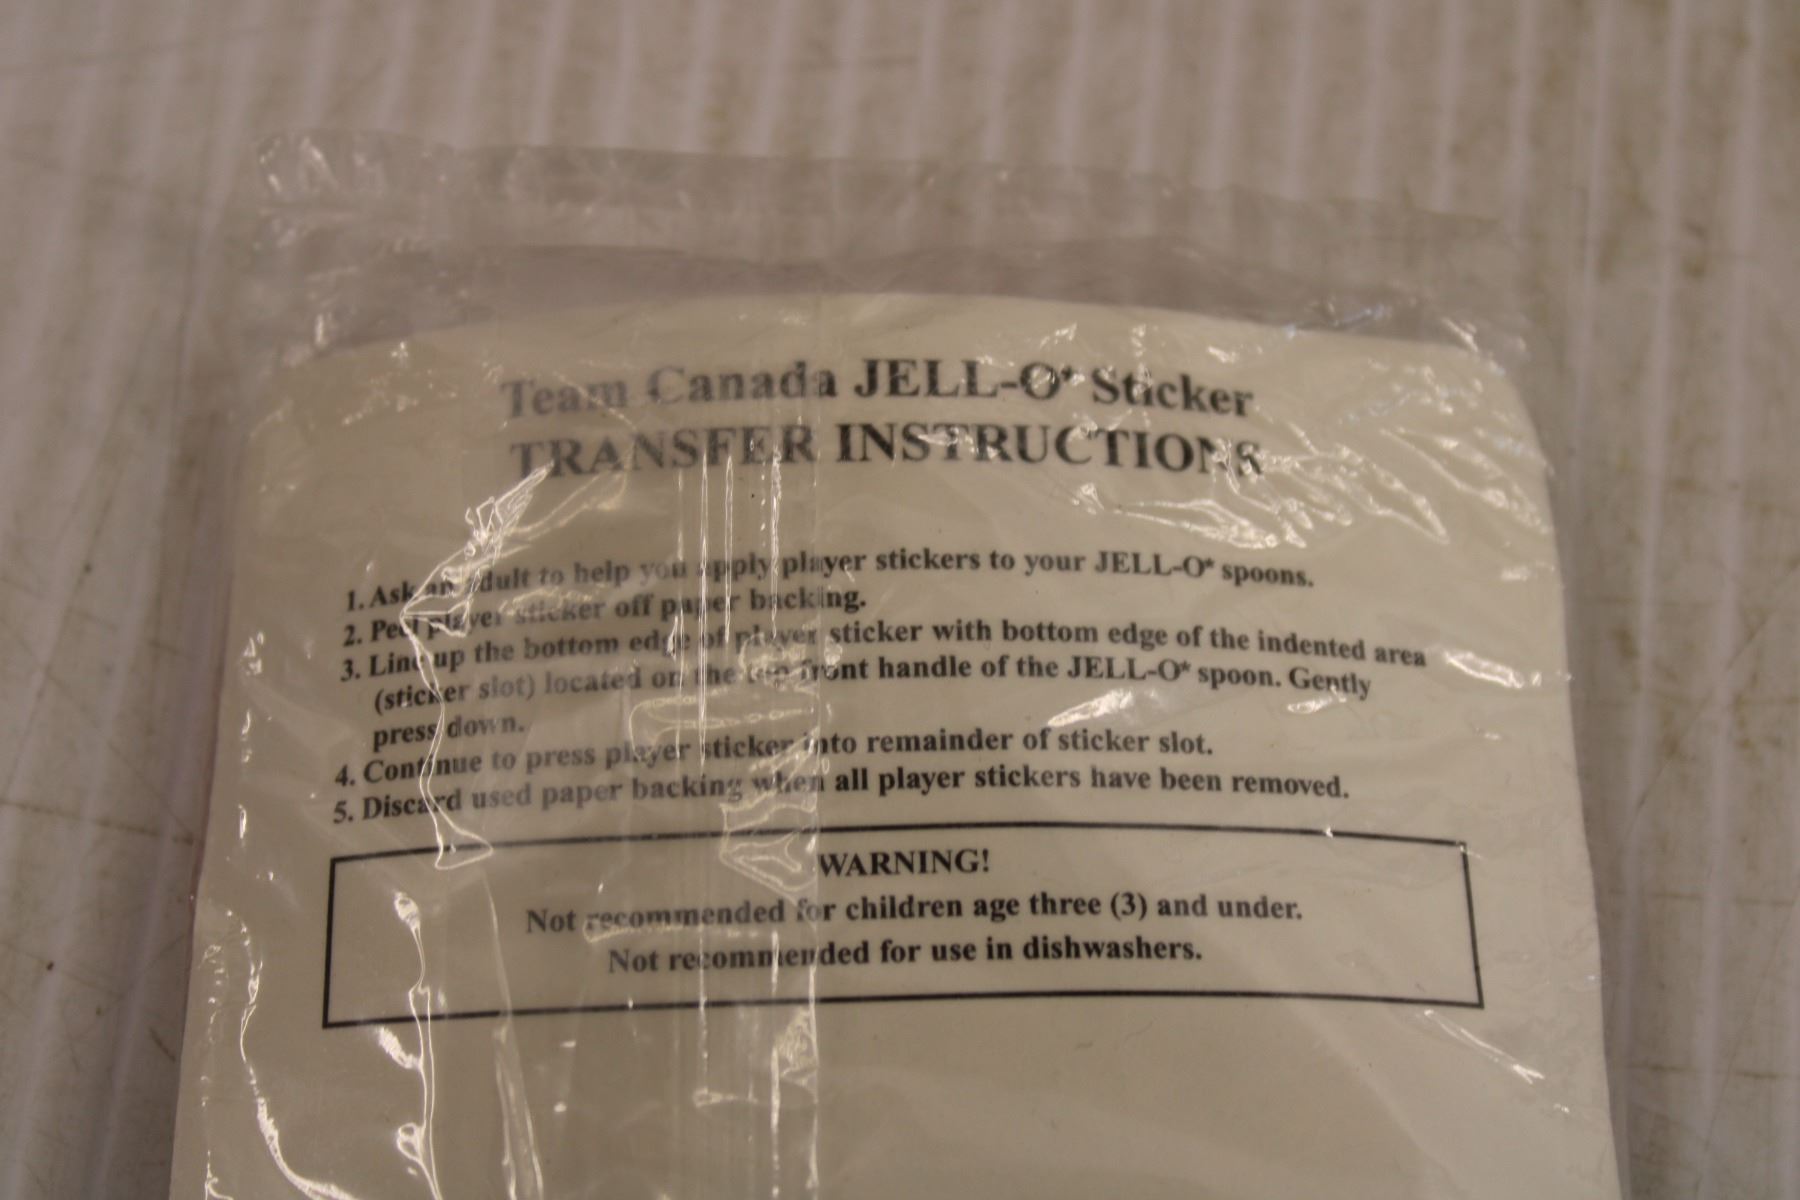 Team Canada JELL-O* Sticker
TRANSFER INSTRUCTIONS
1. Ask an adult to help you apply player stickers to your JELL-O* spoons.
2. Peel player sticker off paper backing.
3. Line up the bottom edge of player sticker with bottom edge of the indented area
(sticker slot) located on the top front handle of the JELL-O* spoon. Gently
press down.
4. Continue to press player sticker into remainder of sticker slot.
5. Discard used paper backing when all player stickers have been removed.
WARNING!
Not recommended for children age three (3) and under.
Not recommended for use in dishwashers.